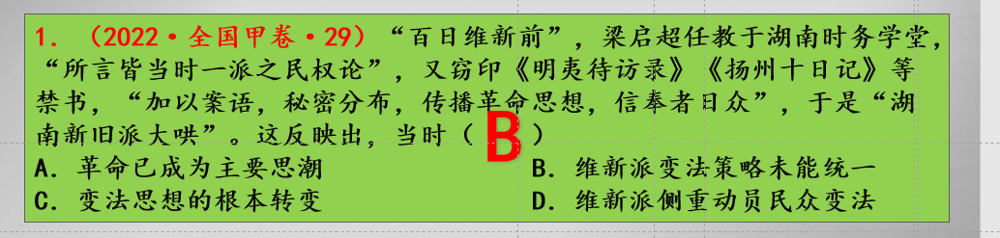 1. （2022·全国甲卷·29）“百日维新前”，梁启超任教于湖南时务学堂，
“所言皆当时一派之民权论”，又窃印《明夷待访录》《扬州十日记》等
禁书，“加以案语，秘密分布，传播革命思想，信奉者日众”，于是“湖
南新旧派大哄”。这反映出，当时（ B ）
A．革命已成为主要思潮 B．维新派变法策略未能统一
C．变法思想的根本转变 D．维新派侧重动员民众变法